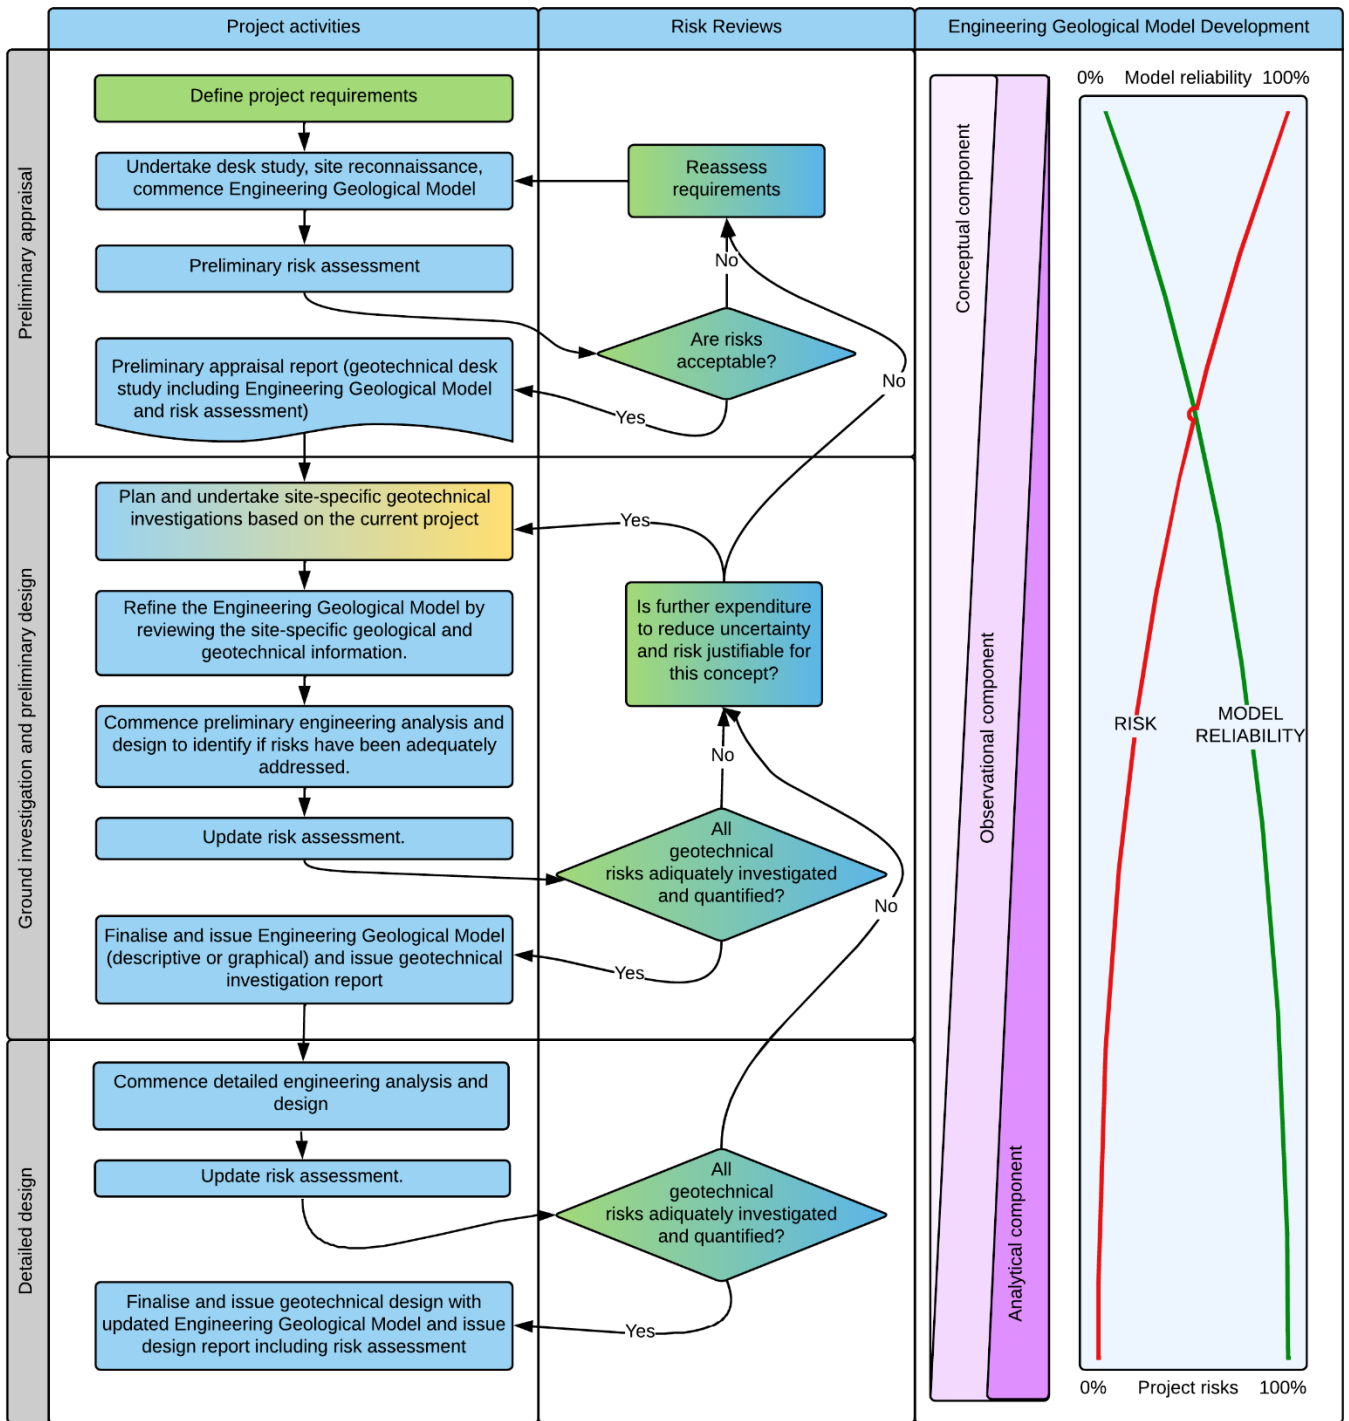 Project activities
Risk Reviews
Engineering Geological Model Development
Preliminary appraisal
Define project requirements
Undertake desk study, site reconnaissance,
commence Engineering Geological Model
Preliminary risk assessment
Preliminary appraisal report (geotechnical desk
study including Engineering Geological Model
and risk assessment)
Reassess
requirements
No
Are risks
acceptable?
No
Yes
Ground investigation and preliminary design
Plan and undertake site-specific geotechnical
investigations based on the current project
Refine the Engineering Geological Model by
reviewing the site-specific geological and
geotechnical information.
Commence preliminary engineering analysis and
design to identify if risks have been adequately
addressed.
Update risk assessment.
Finalise and issue Engineering Geological Model
(descriptive or graphical) and issue geotechnical
investigation report
Yes
Is further expenditure
to reduce uncertainty
and risk justifiable for
this concept?
No
All
geotechnical
risks adiquately investigated
and quantified?
No
Yes
Detailed design
Commence detailed engineering analysis and
design
Update risk assessment.
Finalise and issue geotechnical design with
updated Engineering Geological Model and issue
design report including risk assessment
All
geotechnical
risks adiquately investigated
and quantified?
Yes
Conceptual component
Observational component
Analytical component
0% Model reliability 100%
RISK
MODEL
RELIABILITY
0% Project risks 100%